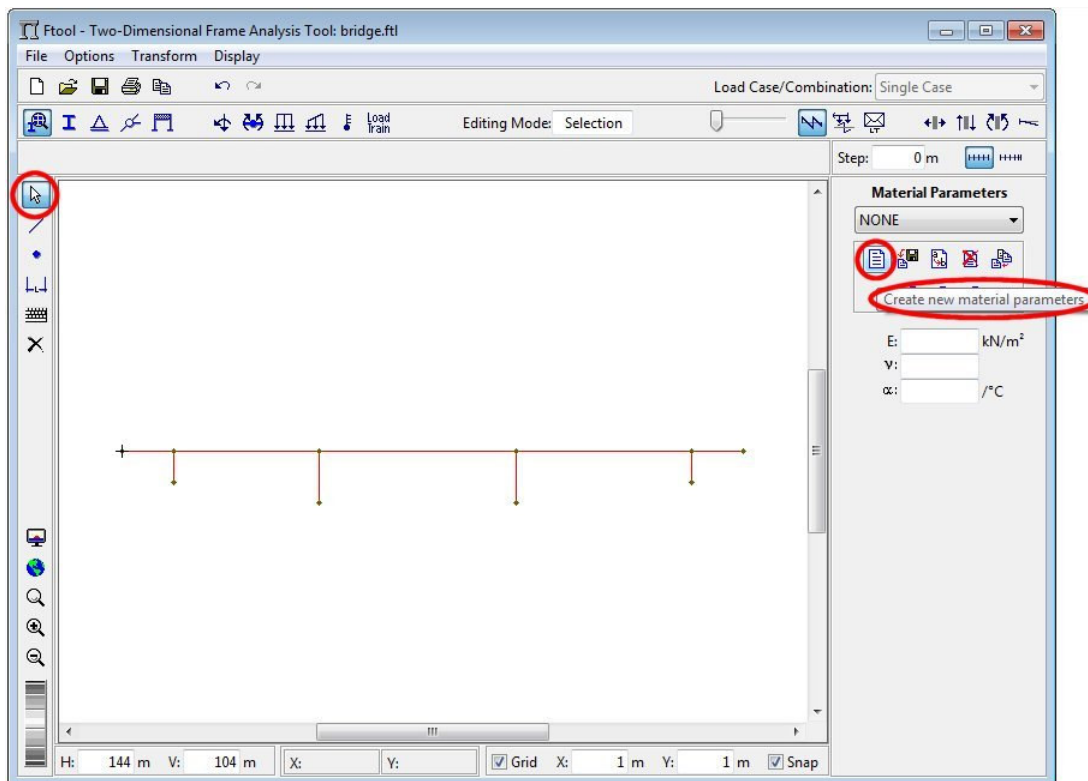 Ftool - Two-Dimensional Frame Analysis Tool: bridge.ftl
File Options Transform Display
Load Case/Combination: Single Case
Load Train
Editing Mode: Selection
Step: 0 m
Material Parameters
NONE
Create new material parameters
E: kN/m²
ν:
α: /°C
H: 144 m V: 104 m X: Y: Grid X: 1 m Y: 1 m Snap